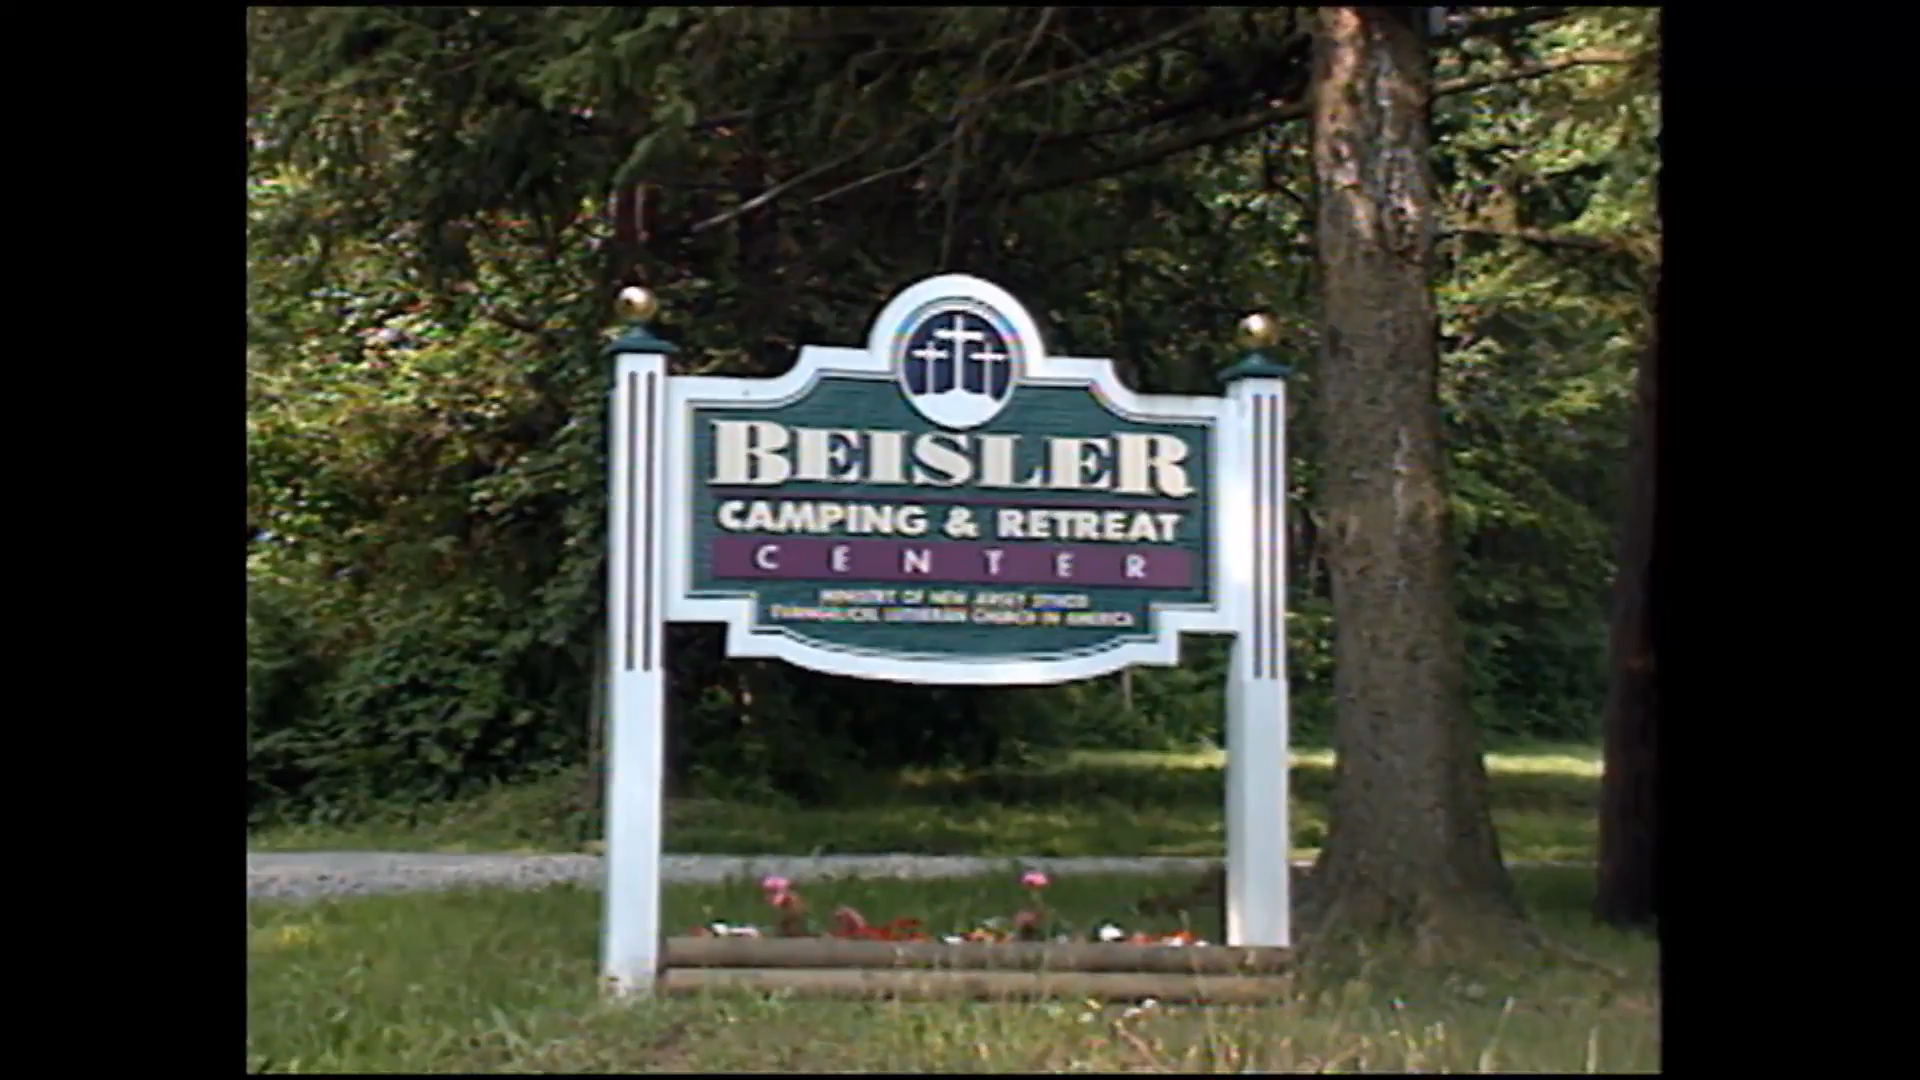 BEISLER
CAMPING & RETREAT
CENTER
MINISTRY OF NEW JERSEY SYNOD
EVANGELICAL LUTHERAN CHURCH IN AMERICA